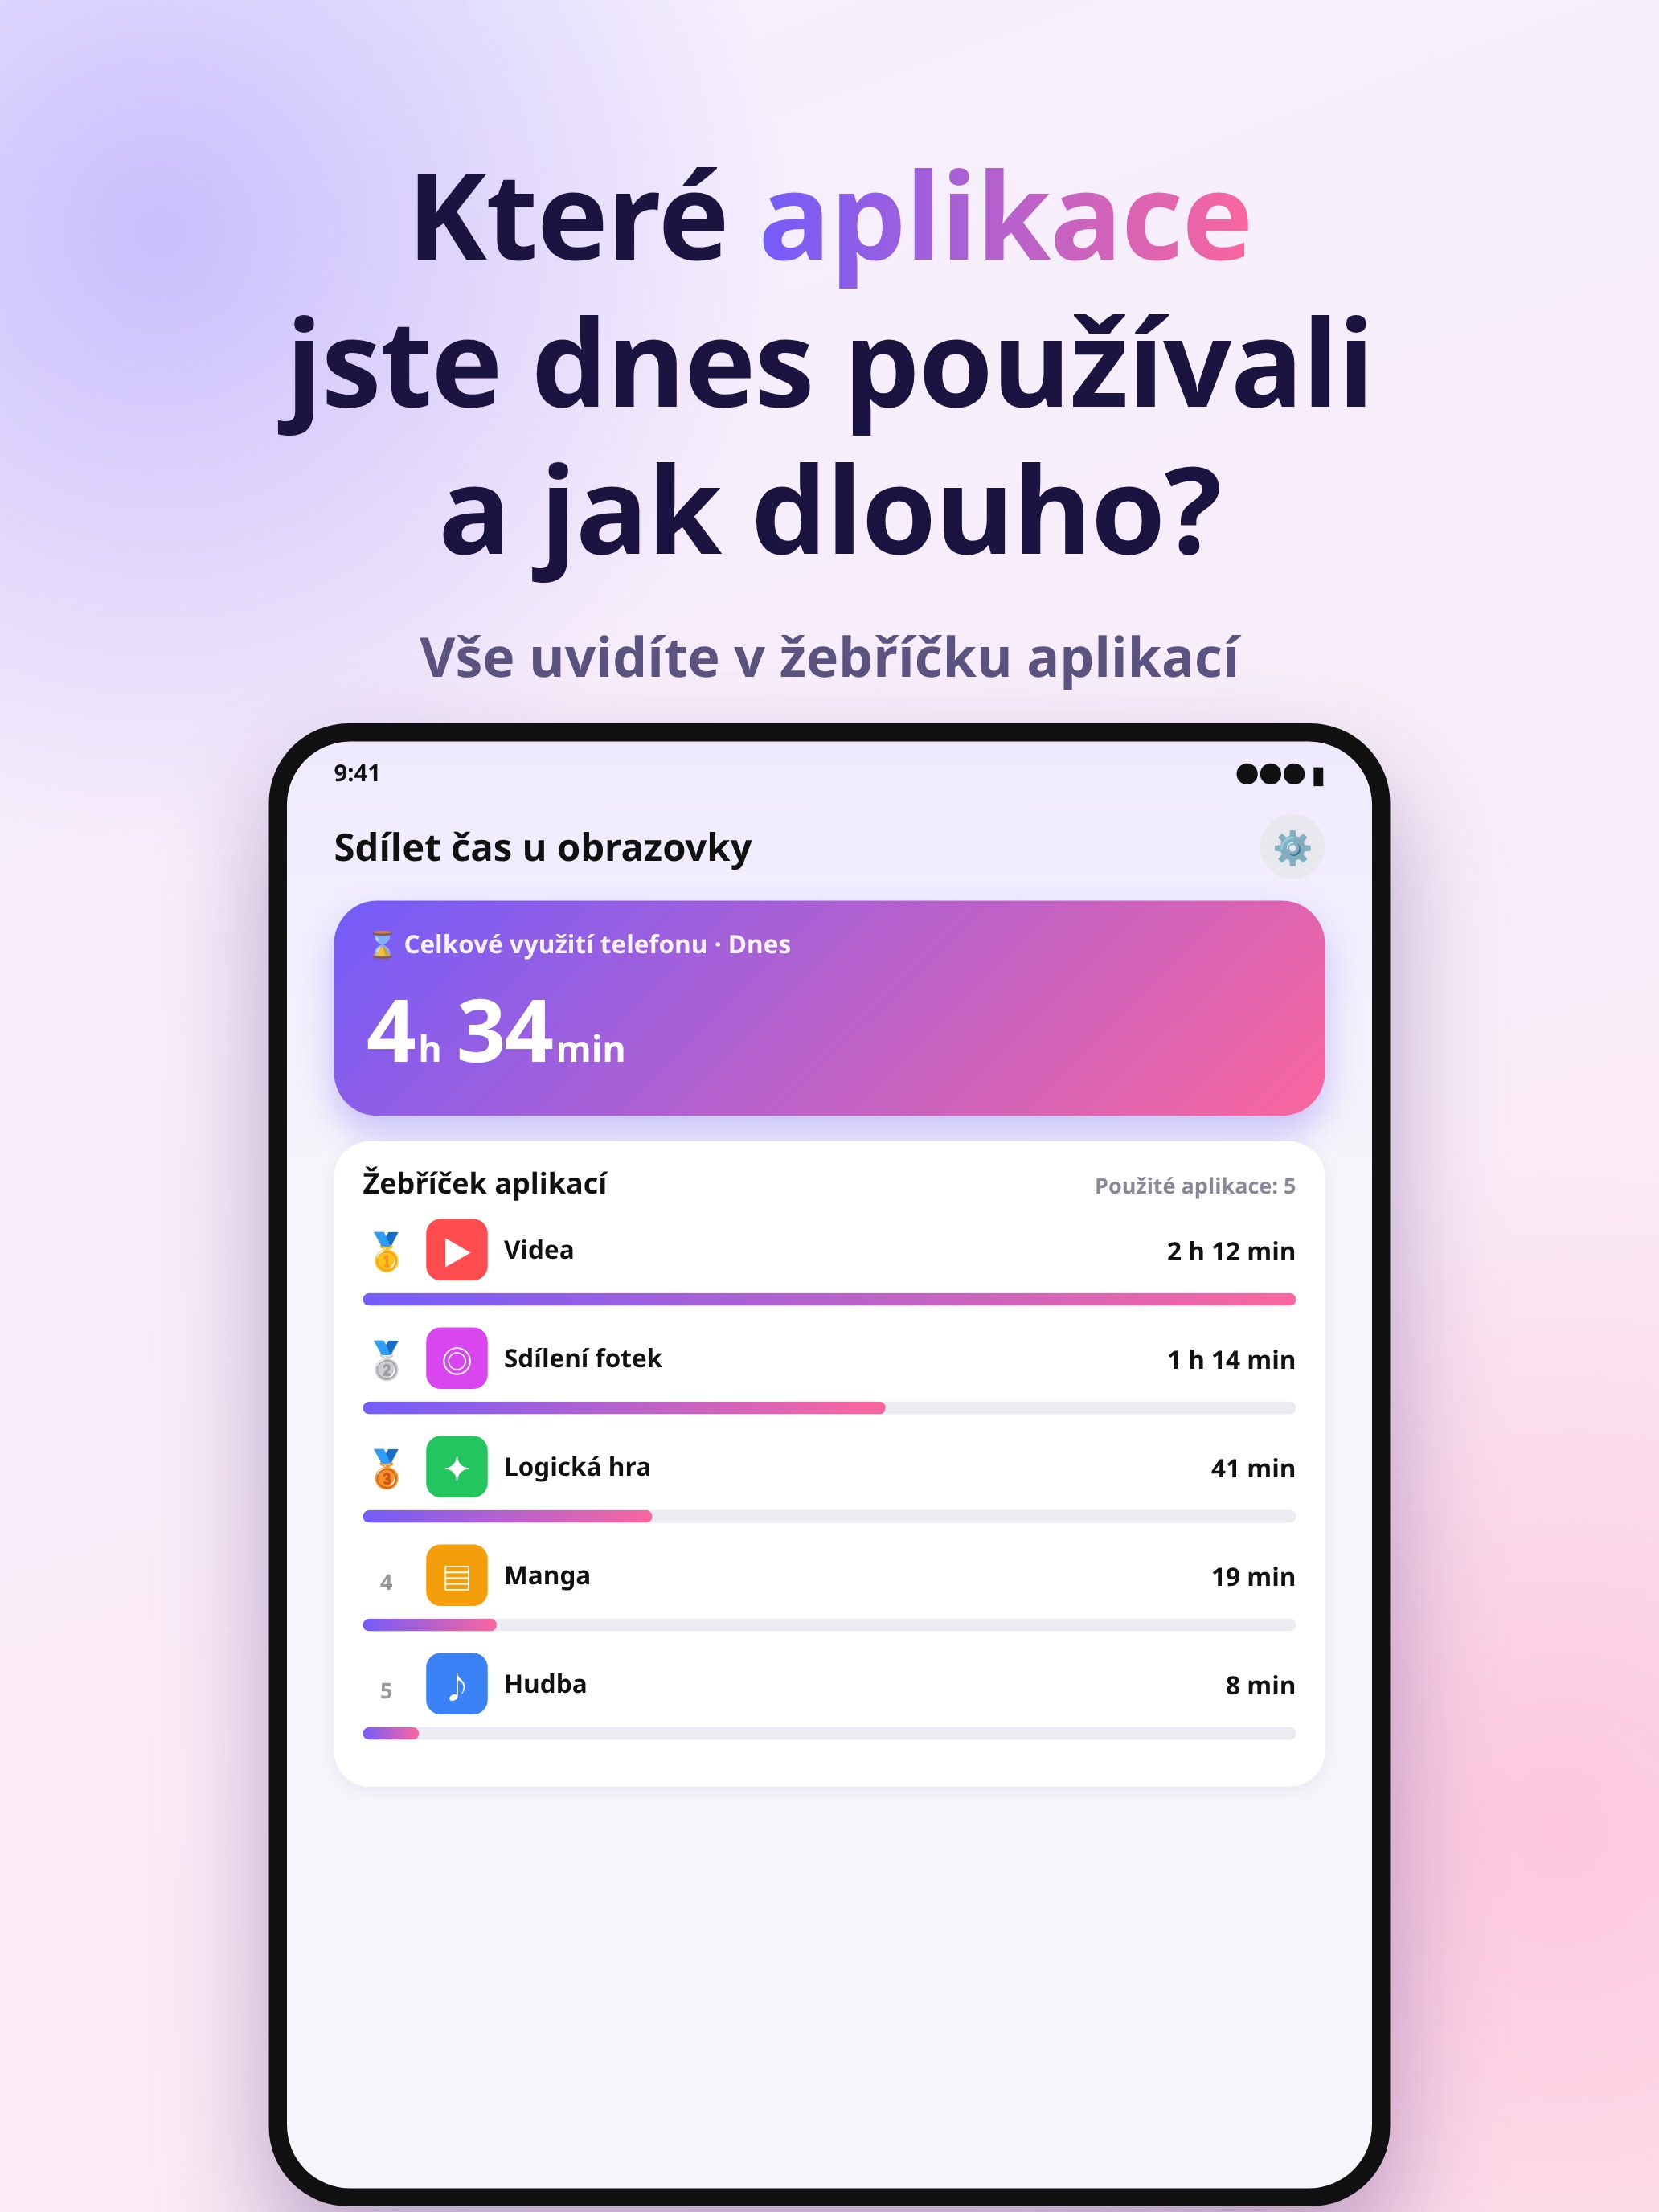 Které aplikace
jste dnes používali
a jak dlouho?
Vše uvidíte v žebříčku aplikací
9:41
Sdílet čas u obrazovky
⌛ Celkové využití telefonu · Dnes
4h 34min
Žebříček aplikací
Použité aplikace: 5
🥇 Videa 2 h 12 min
🥈 Sdílení fotek 1 h 14 min
🥉 Logická hra 41 min
4 Manga 19 min
5 Hudba 8 min